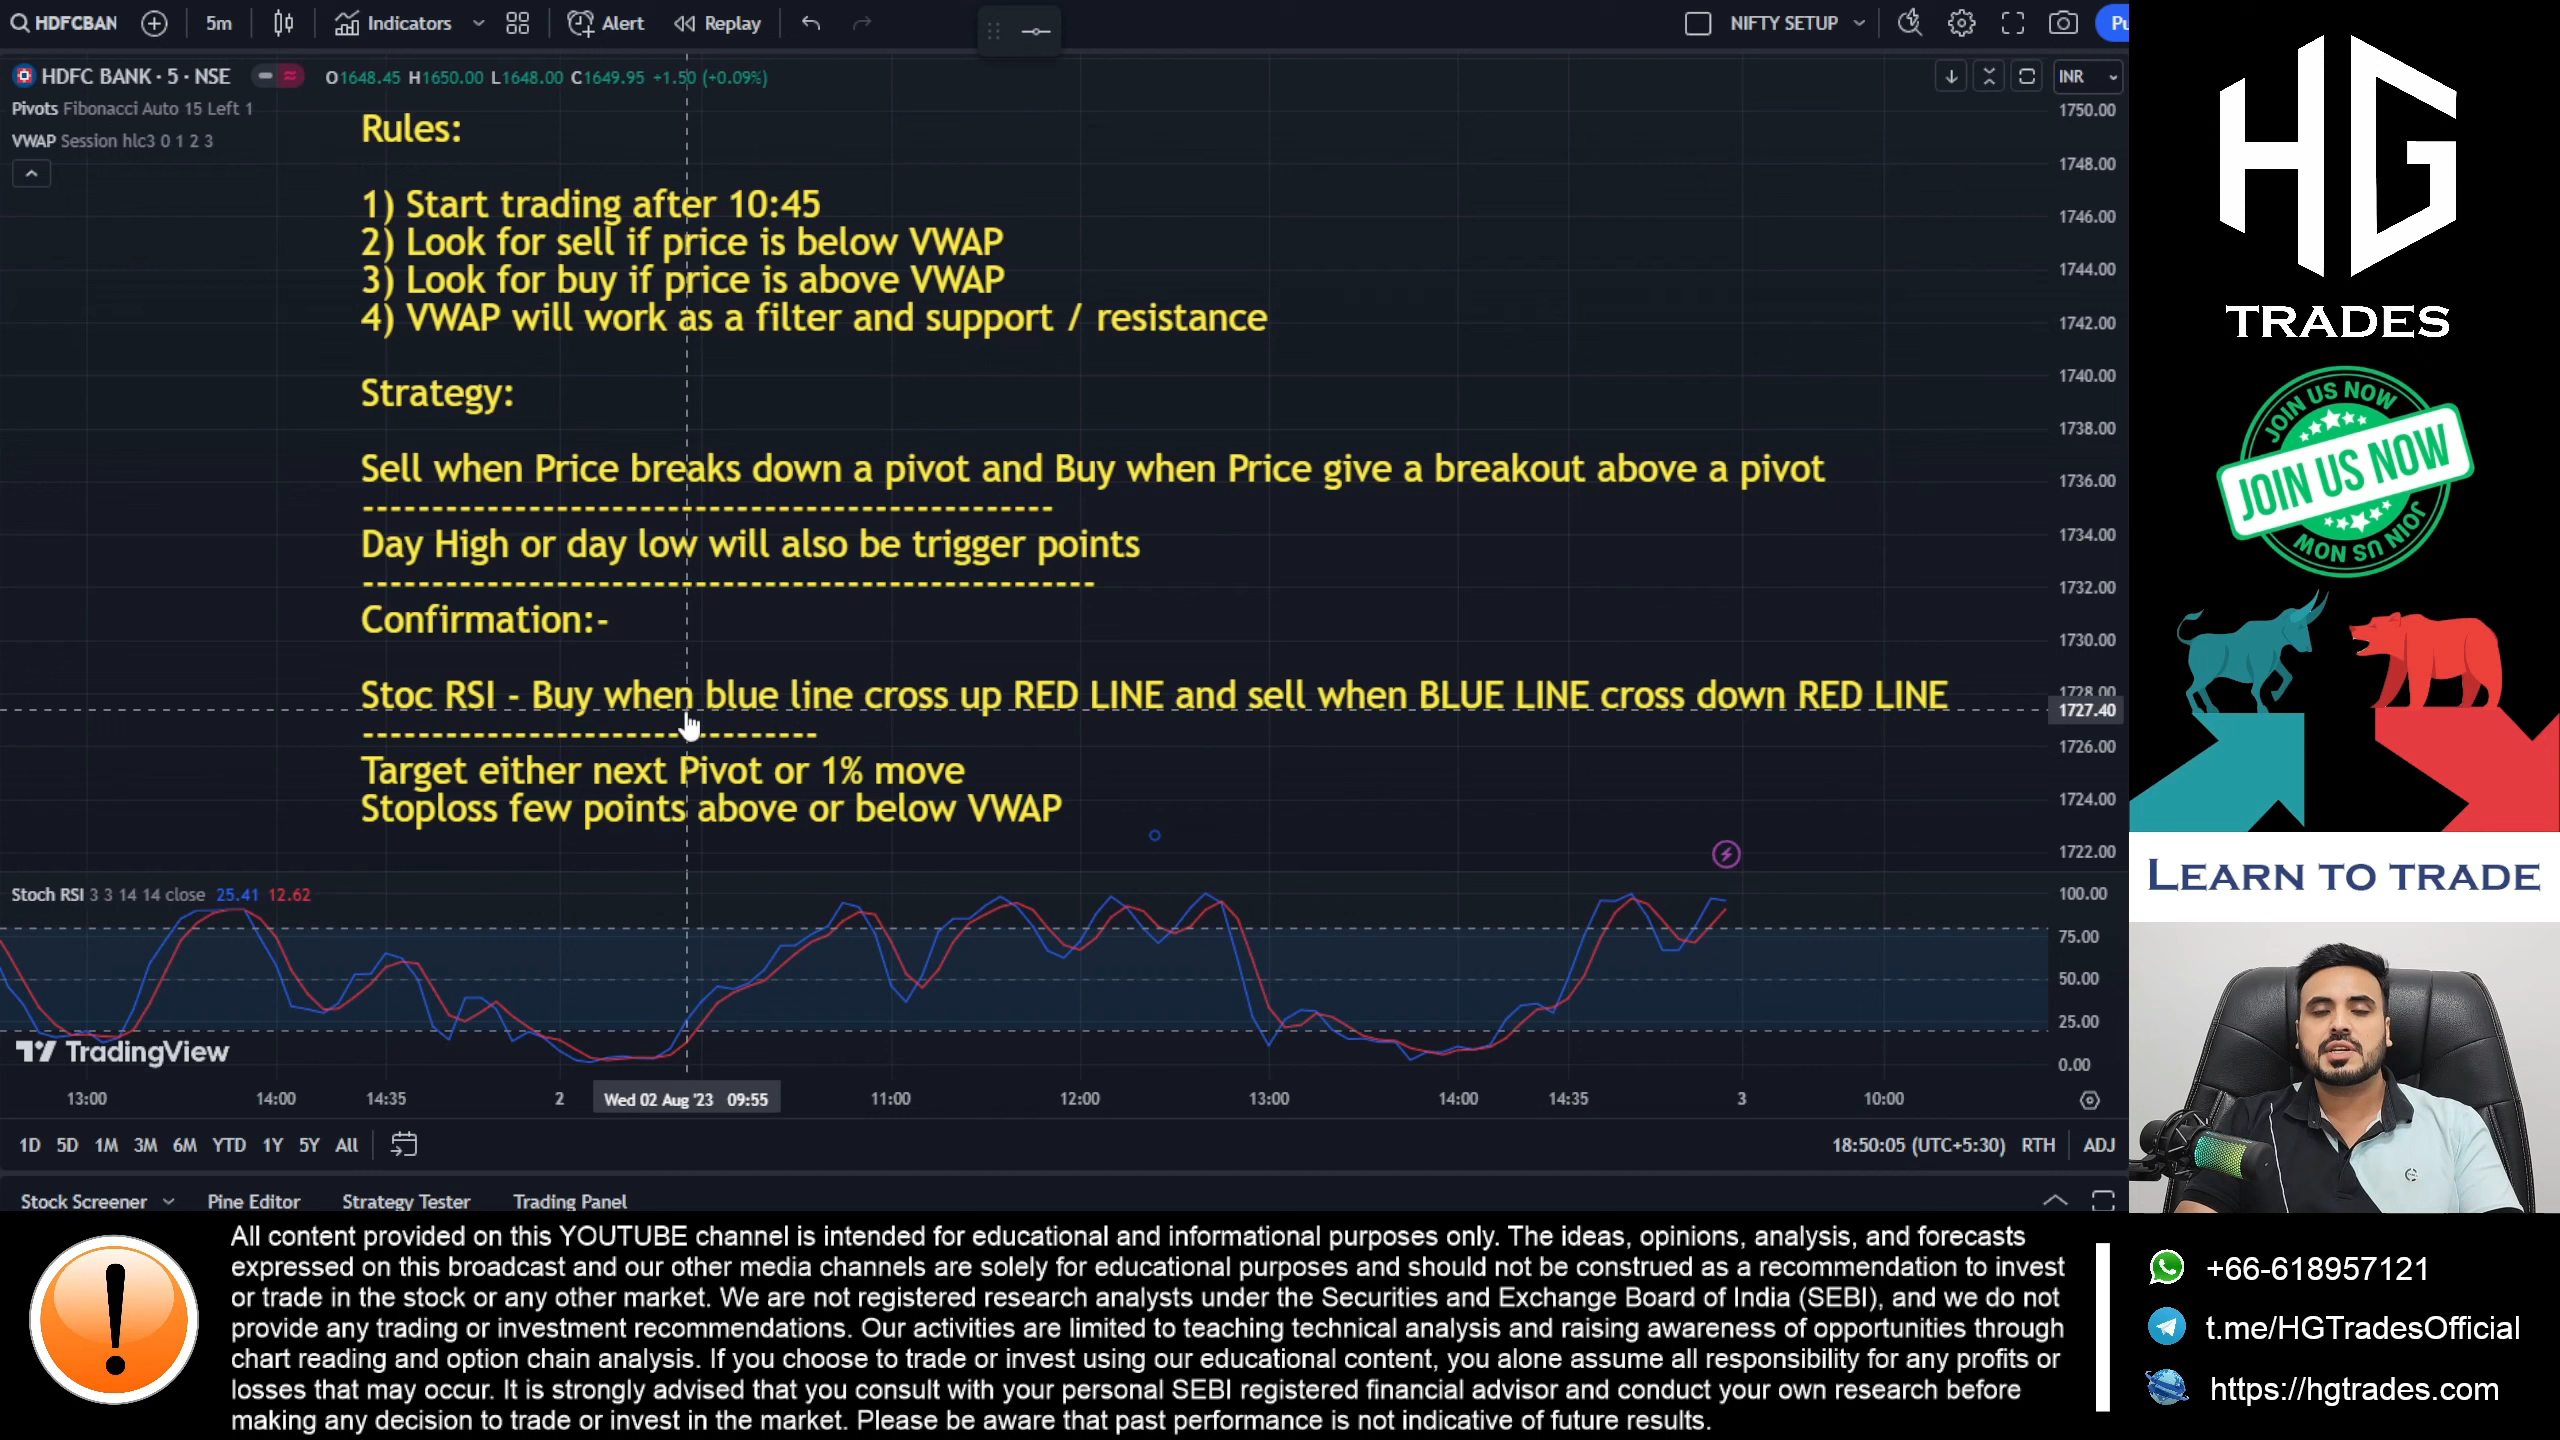 HDFCBAN
5m
Indicators
Alert
Replay
NIFTY SETUP
Pu
HDFC BANK · 5 · NSE
O1648.45 H1650.00 L1648.00 C1649.95 +1.50 (+0.09%)
INR
Pivots Fibonacci Auto 15 Left 1
VWAP Session hlc3 0 1 2 3
Rules:
1) Start trading after 10:45
2) Look for sell if price is below VWAP
3) Look for buy if price is above VWAP
4) VWAP will work as a filter and support / resistance
Strategy:
Sell when Price breaks down a pivot and Buy when Price give a breakout above a pivot
-------------------------------------------------
Day High or day low will also be trigger points
---------------------------------------------------
Confirmation:-
Stoc RSI - Buy when blue line cross up RED LINE and sell when BLUE LINE cross down RED LINE
--------------------------------
Target either next Pivot or 1% move
Stoploss few points above or below VWAP
1750.00
1748.00
1746.00
1744.00
1742.00
1740.00
1738.00
1736.00
1734.00
1732.00
1730.00
1728.00
1727.40
1726.00
1724.00
1722.00
Stoch RSI 3 3 14 14 close 25.41 12.62
100.00
75.00
50.00
25.00
0.00
TradingView
13:00
14:00
14:35
2
Wed 02 Aug '23 09:55
11:00
12:00
13:00
14:00
14:35
3
10:00
1D 5D 1M 3M 6M YTD 1Y 5Y All
18:50:05 (UTC+5:30) RTH ADJ
Stock Screener Pine Editor Strategy Tester Trading Panel
HG
TRADES
JOIN US NOW
JOIN US NOW
JOIN US NOW
LEARN TO TRADE
All content provided on this YOUTUBE channel is intended for educational and informational purposes only. The ideas, opinions, analysis, and forecasts
expressed on this broadcast and our other media channels are solely for educational purposes and should not be construed as a recommendation to invest
or trade in the stock or any other market. We are not registered research analysts under the Securities and Exchange Board of India (SEBI), and we do not
provide any trading or investment recommendations. Our activities are limited to teaching technical analysis and raising awareness of opportunities through
chart reading and option chain analysis. If you choose to trade or invest using our educational content, you alone assume all responsibility for any profits or
losses that may occur. It is strongly advised that you consult with your personal SEBI registered financial advisor and conduct your own research before
making any decision to trade or invest in the market. Please be aware that past performance is not indicative of future results.
+66-618957121
t.me/HGTradesOfficial
https://hgtrades.com